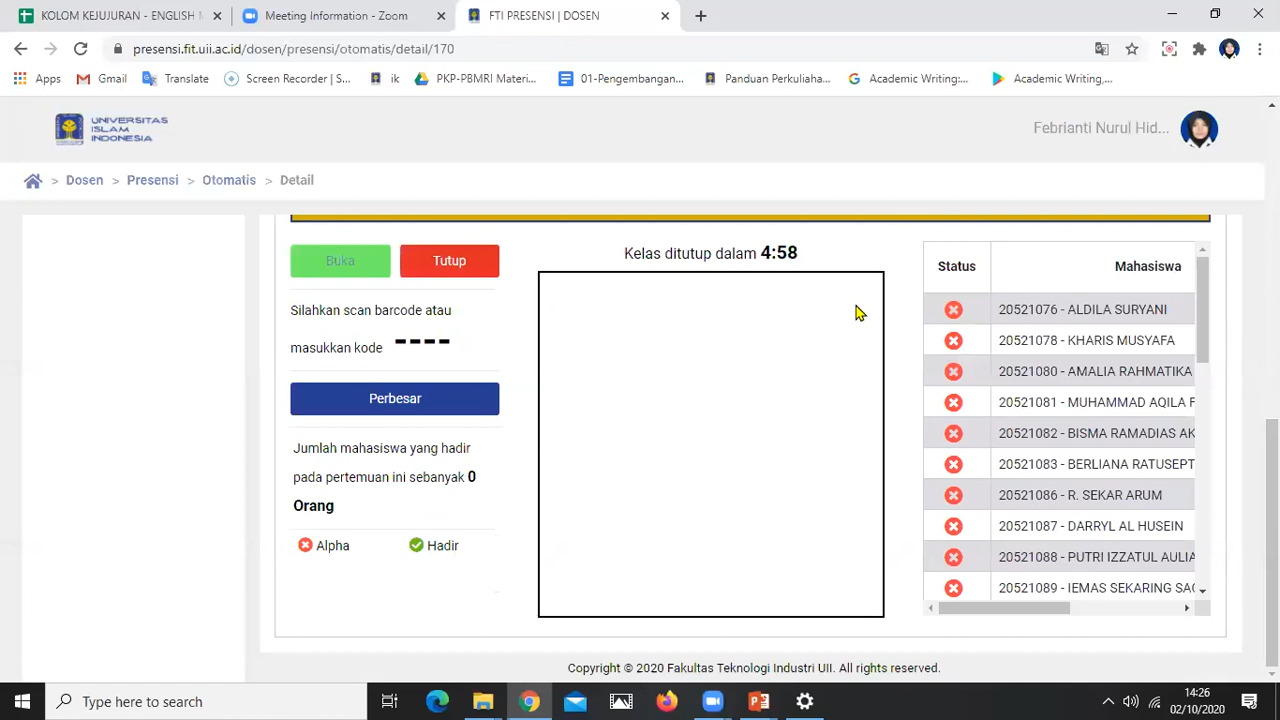 KOLOM KEJUJURAN - ENGLISH M
Meeting Information - Zoom
FTI PRESENSI | DOSEN
presensi.fit.uii.ac.id/dosen/presensi/otomatis/detail/170
Apps
Gmail
Translate
Screen Recorder | S...
ik
PKP-PBMRI Materi...
01-Pengembangan...
Panduan Perkuliaha...
Academic Writing:...
Academic Writing,...
UNIVERSITAS
ISLAM
INDONESIA
Febrianti Nurul Hid...
> Dosen > Presensi > Otomatis > Detail
Buka
Tutup
Silahkan scan barcode atau
masukkan kode ----
Perbesar
Jumlah mahasiswa yang hadir
pada pertemuan ini sebanyak 0
Orang
Alpha
Hadir
Kelas ditutup dalam 4:58
Status Mahasiswa
20521076 - ALDILA SURYANI
20521078 - KHARIS MUSYAFA
20521080 - AMALIA RAHMATIKA
20521081 - MUHAMMAD AQILA F
20521082 - BISMA RAMADIAS AK
20521083 - BERLIANA RATUSEPT
20521086 - R. SEKAR ARUM
20521087 - DARRYL AL HUSEIN
20521088 - PUTRI IZZATUL AULIA
20521089 - IEMAS SEKARING SAC
Copyright © 2020 Fakultas Teknologi Industri UII. All rights reserved.
Type here to search
14:26
02/10/2020